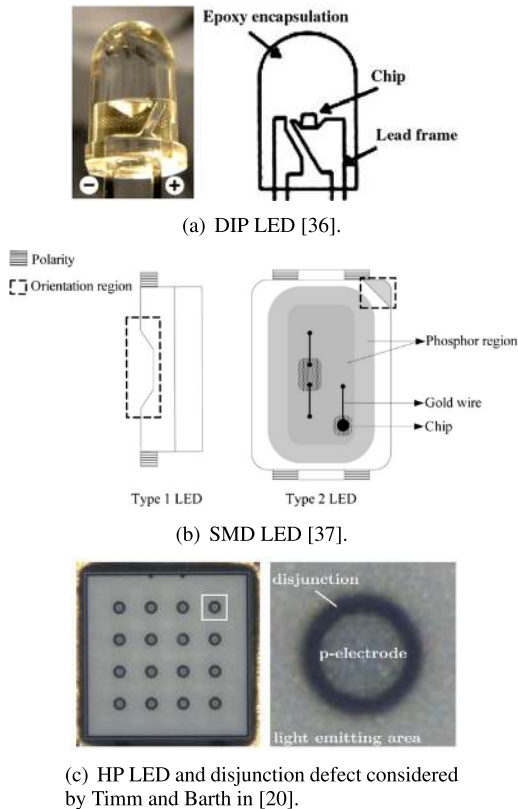 Epoxy encapsulation
Chip
Lead frame
− +
(a) DIP LED [36].
Polarity
Orientation region
Phosphor region
Gold wire
Chip
Type 1 LED
Type 2 LED
(b) SMD LED [37].
disjunction
p-electrode
light emitting area
(c) HP LED and disjunction defect considered
by Timm and Barth in [20].